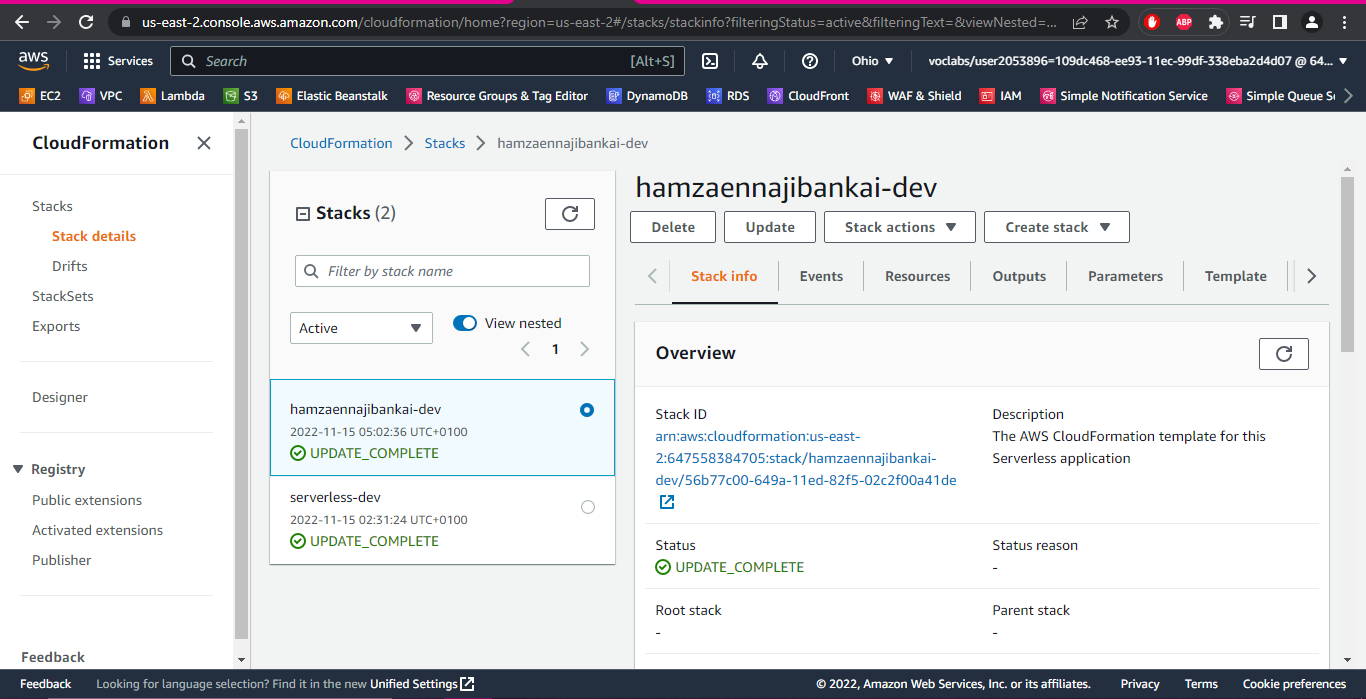 us-east-2.console.aws.amazon.com/cloudformation/home?region=us-east-2#/stacks/stackinfo?filteringStatus=active&filteringText=&viewNested=...
ABP
aws
Services
Search
[Alt+S]
Ohio
voclabs/user2053896=109dc468-ee93-11ec-99df-338eba2d4d07 @ 64...
EC2
VPC
Lambda
S3
Elastic Beanstalk
Resource Groups & Tag Editor
DynamoDB
RDS
CloudFront
WAF & Shield
IAM
Simple Notification Service
Simple Queue S
CloudFormation
Stacks
Stack details
Drifts
StackSets
Exports
Designer
Registry
Public extensions
Activated extensions
Publisher
Feedback
CloudFormation
Stacks
hamzaennajibankai-dev
Stacks (2)
Filter by stack name
Active
View nested
1
hamzaennajibankai-dev
2022-11-15 05:02:36 UTC+0100
UPDATE_COMPLETE
serverless-dev
2022-11-15 02:31:24 UTC+0100
UPDATE_COMPLETE
hamzaennajibankai-dev
Delete
Update
Stack actions
Create stack
Stack info
Events
Resources
Outputs
Parameters
Template
Overview
Stack ID
arn:aws:cloudformation:us-east-
2:647558384705:stack/hamzaennajibankai-
dev/56b77c00-649a-11ed-82f5-02c2f00a41de
Description
The AWS CloudFormation template for this
Serverless application
Status
UPDATE_COMPLETE
Status reason
-
Root stack
-
Parent stack
-
Feedback
Looking for language selection? Find it in the new Unified Settings
© 2022, Amazon Web Services, Inc. or its affiliates.
Privacy
Terms
Cookie preferences